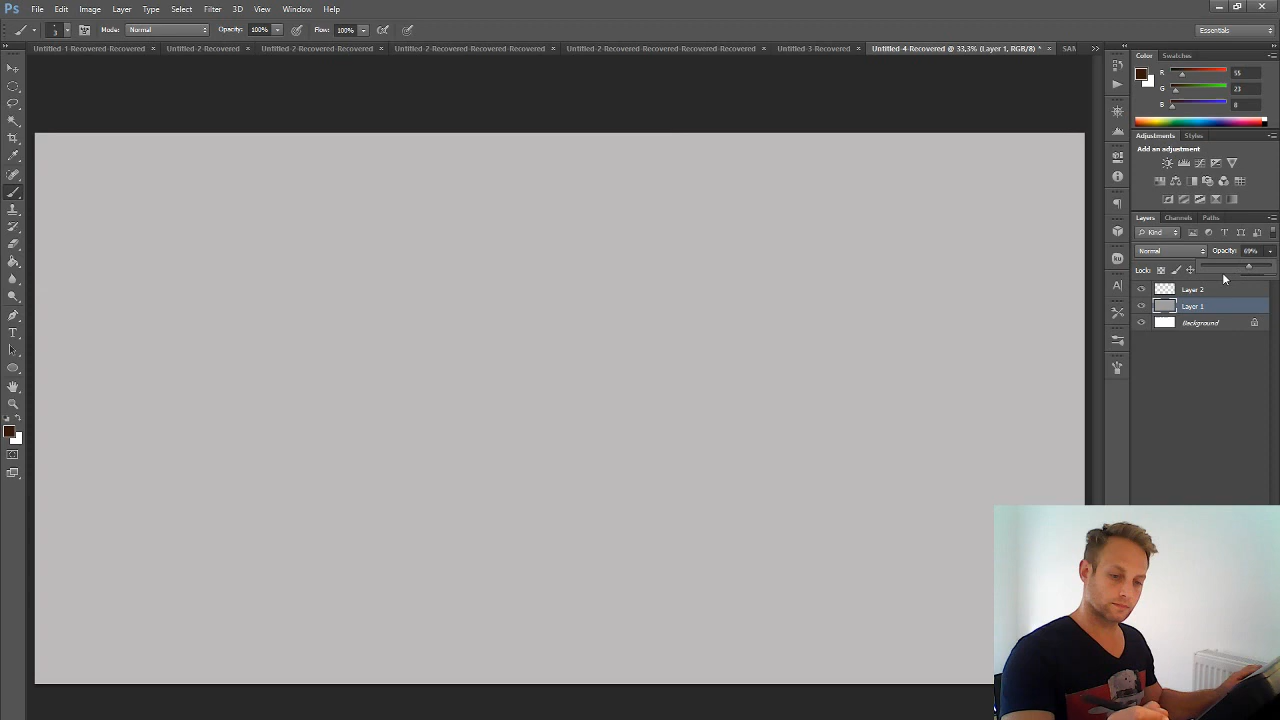 Ps File Edit Image Layer Type Select Filter 3D View Window Help
3 Mode: Normal Opacity: 100% Flow: 100% Essentials
Untitled-1-Recovered-Recovered × Untitled-2-Recovered × Untitled-2-Recovered-Recovered × Untitled-2-Recovered-Recovered-Recovered × Untitled-2-Recovered-Recovered-Recovered-Recovered × Untitled-3-Recovered × Untitled-4-Recovered @ 33,3% (Layer 1, RGB/8) * × SAM
Color Swatches
R 55
G 23
B 8
Adjustments Styles
Add an adjustment
Layers Channels Paths
Kind
Normal Opacity: 69%
Lock:
Layer 2
Layer 1
Background